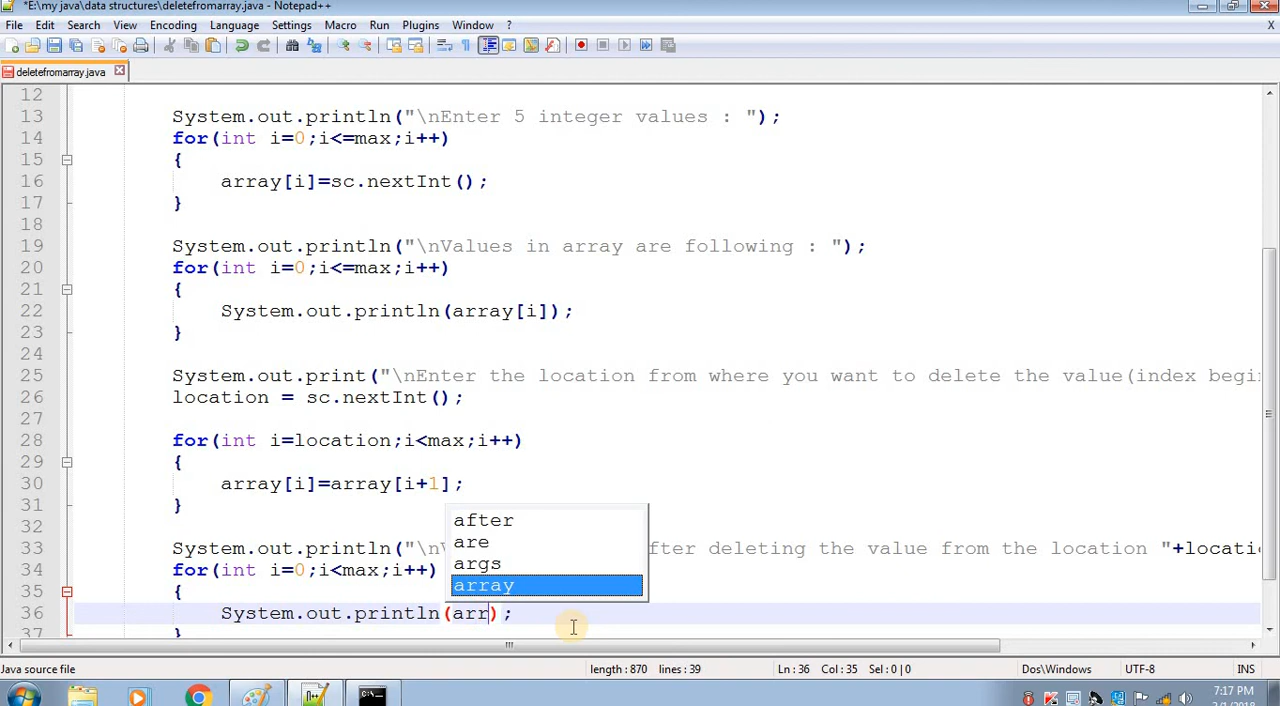 *E:\my java\data structures\deletefromarray.java - Notepad++
File Edit Search View Encoding Language Settings Macro Run Plugins Window ? X
deletefromarray.java
12
13 System.out.println("\nEnter 5 integer values : ");
14 for(int i=0;i<=max;i++)
15 {
16 array[i]=sc.nextInt();
17 }
18
19 System.out.println("\nValues in array are following : ");
20 for(int i=0;i<=max;i++)
21 {
22 System.out.println(array[i]);
23 }
24
25 System.out.print("\nEnter the location from where you want to delete the value(index begi
26 location = sc.nextInt();
27
28 for(int i=location;i<max;i++)
29 {
30 array[i]=array[i+1];
31 }
32
after
are
args
array
33 System.out.println("\n fter deleting the value from the location "+locatio
34 for(int i=0;i<max;i++)
35 {
36 System.out.println(arr);
37 }
Java source file length : 870 lines : 39 Ln : 36 Col : 35 Sel : 0 | 0 Dos\Windows UTF-8 INS
7:17 PM